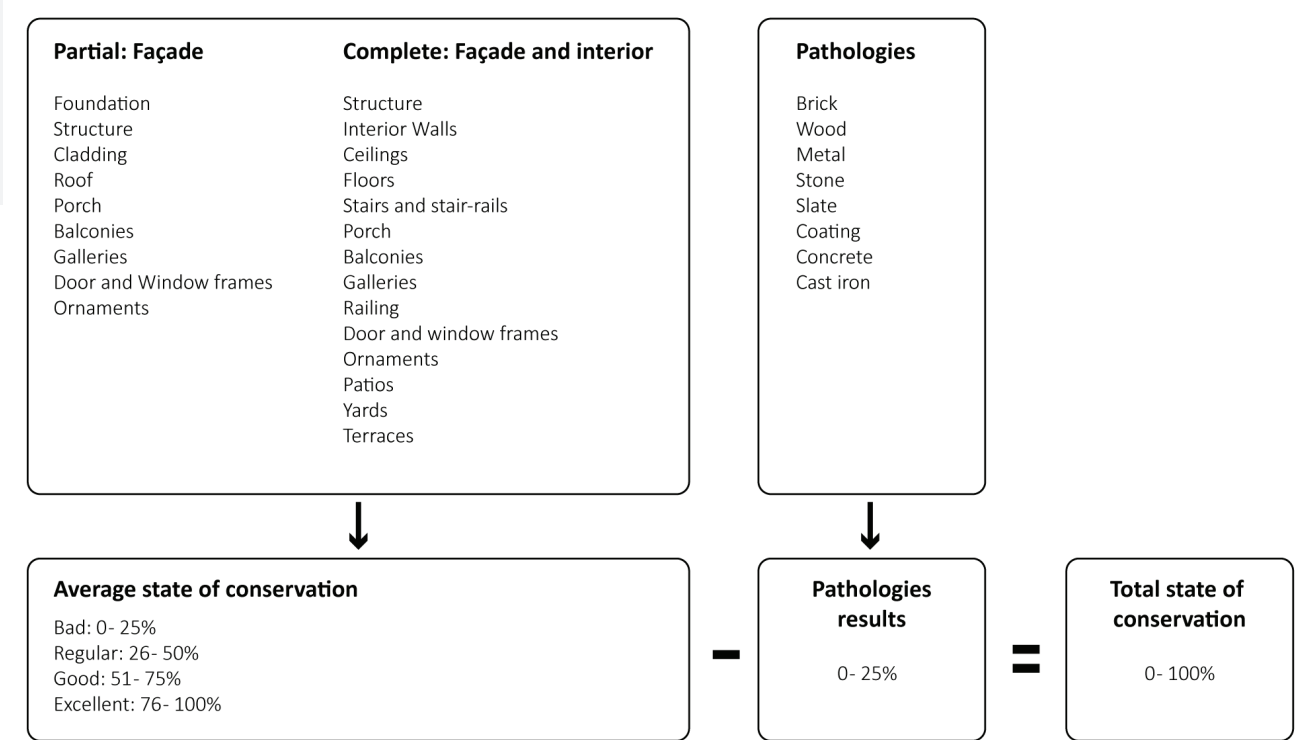 Partial: Façade
Foundation
Structure
Cladding
Roof
Porch
Balconies
Galleries
Door and Window frames
Ornaments
Complete: Façade and interior
Structure
Interior Walls
Ceilings
Floors
Stairs and stair-rails
Porch
Balconies
Galleries
Railing
Door and window frames
Ornaments
Patios
Yards
Terraces
Pathologies
Brick
Wood
Metal
Stone
Slate
Coating
Concrete
Cast iron
Average state of conservation
Bad: 0- 25%
Regular: 26- 50%
Good: 51- 75%
Excellent: 76- 100%
-
Pathologies
results
0- 25%
=
Total state of
conservation
0- 100%